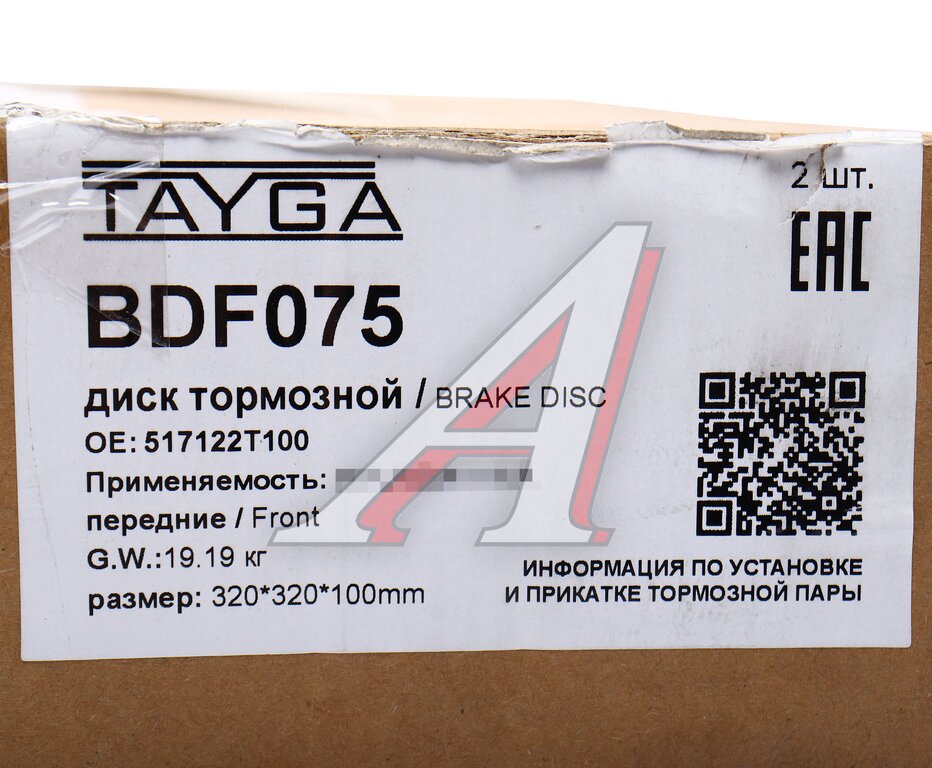 TAYGA
2 шт.
EAC
BDF075
диск тормозной / BRAKE DISC
OE: 517122T100
Применяемость:
передние / Front
G.W.:19.19 кг
размер: 320*320*100mm
ИНФОРМАЦИЯ ПО УСТАНОВКЕ
И ПРИКАТКЕ ТОРМОЗНОЙ ПАРЫ